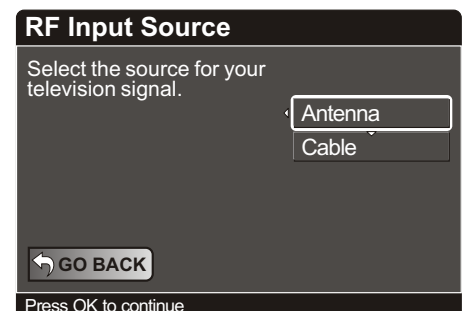 RF Input Source
Select the source for your
television signal.
Antenna
Cable
GO BACK
Press OK to continue